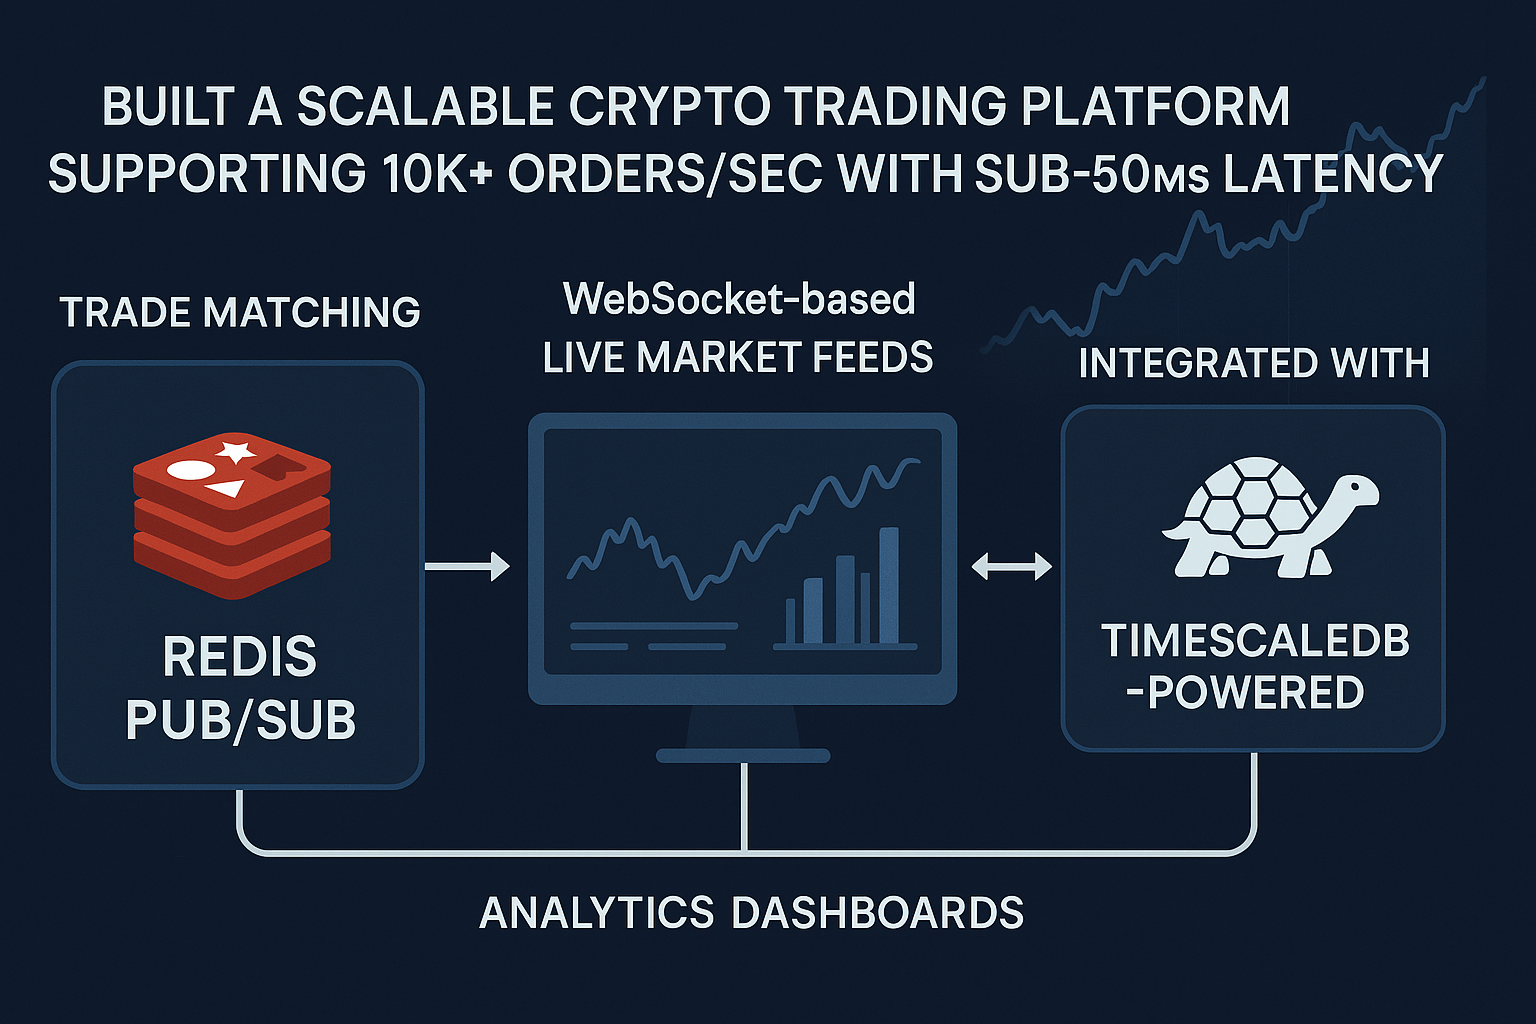 BUILT A SCALABLE CRYPTO TRADING PLATFORM
SUPPORTING 10K+ ORDERS/SEC WITH SUB-50MS LATENCY
TRADE MATCHING
REDIS
PUB/SUB
WebSocket-based
LIVE MARKET FEEDS
INTEGRATED WITH
TIMESCALEDB
-POWERED
ANALYTICS DASHBOARDS